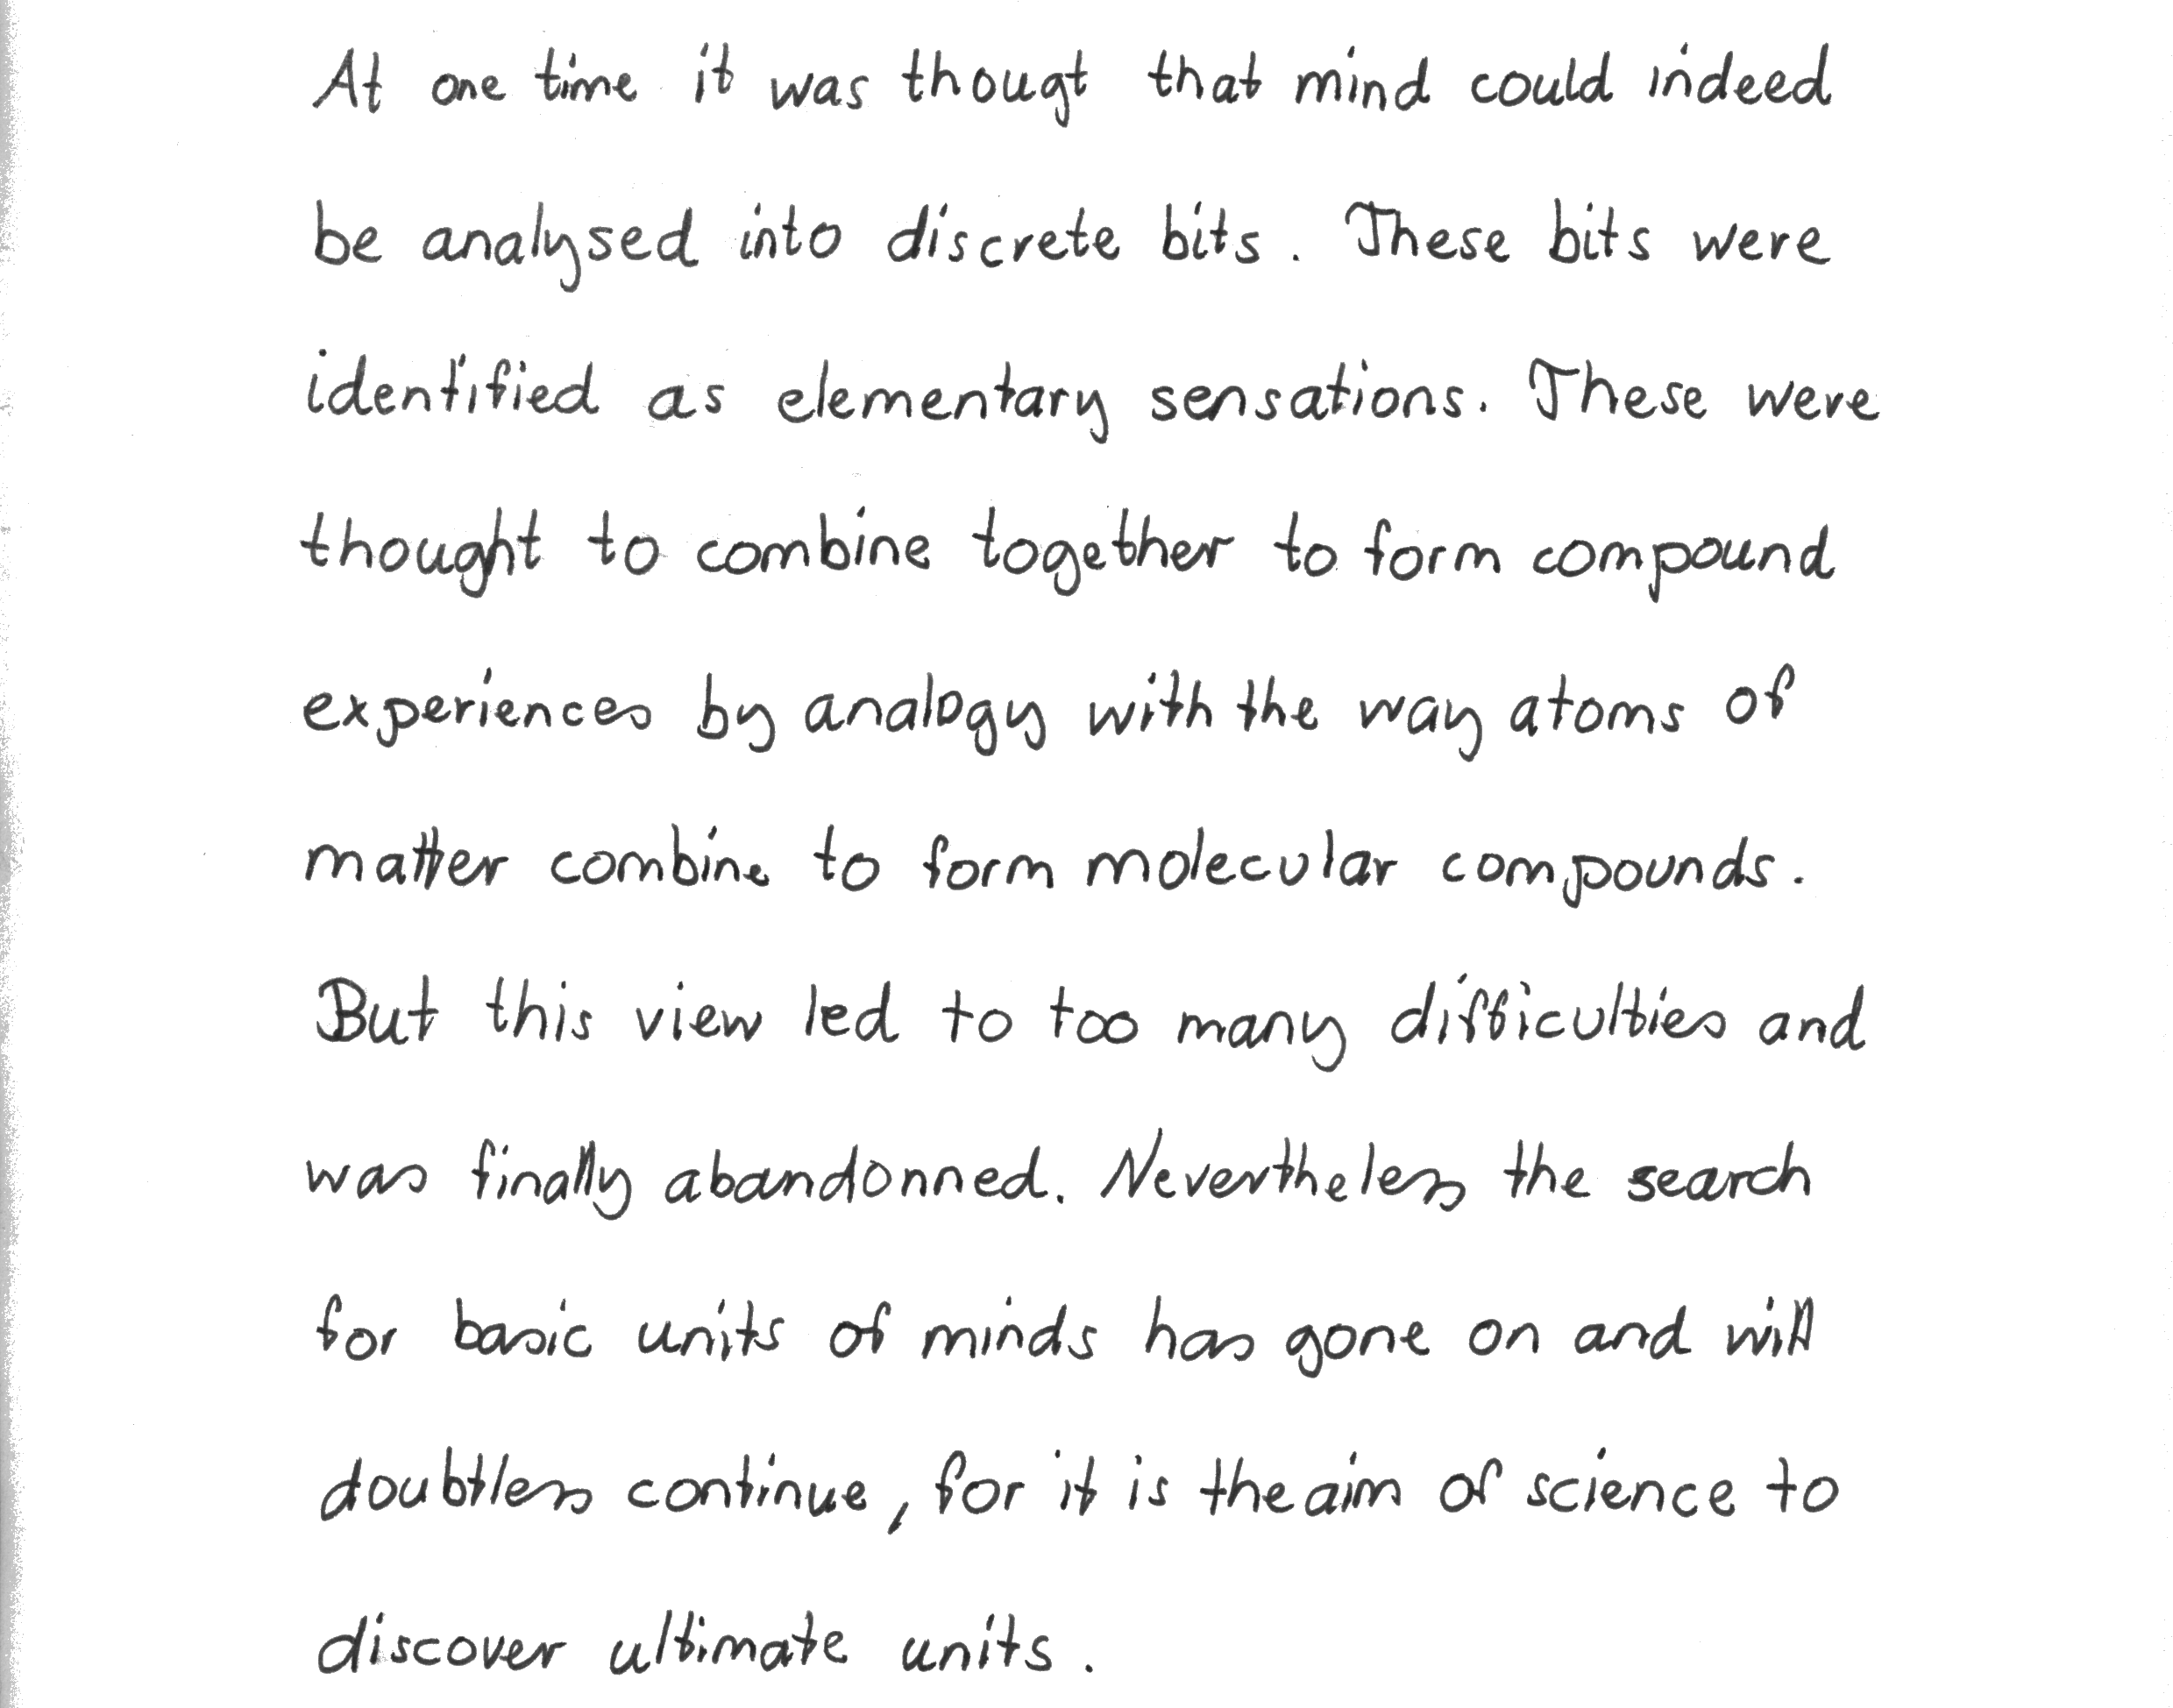 At one time it was thougt that mind could indeed
be analysed into discrete bits. These bits were
identified as elementary sensations. These were
thought to combine together to form compound
experiences by analogy with the way atoms of
matter combine to form molecular compounds.
But this view led to too many difficulties and
was finally abandonned. Nevertheless the search
for basic units of minds has gone on and will
doubtless continue, for it is the aim of science to
discover ultimate units.